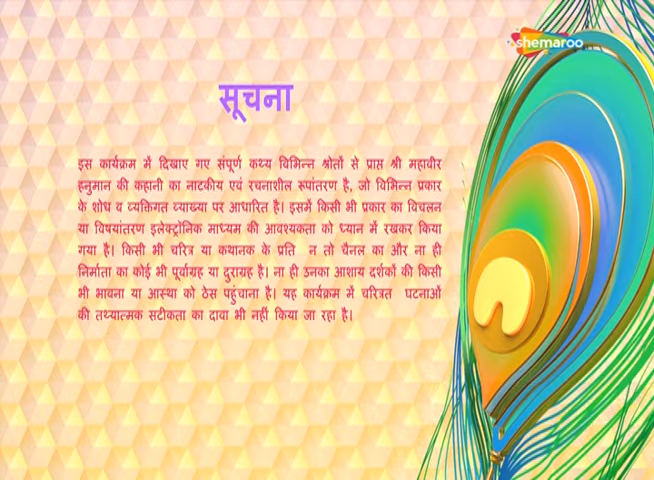 shemaroo
सूचना
इस कार्यक्रम में दिखाए गए संपूर्ण कथ्य विभिन्न श्रोतों से प्राप्त श्री महावीर
हनुमान की कहानी का नाटकीय एवं रचनाशील रूपांतरण है, जो विभिन्न प्रकार
के शोध व व्यक्तिगत व्याख्या पर आधारित है। इसमें किसी भी प्रकार का विचलन
या विषयांतरण इलेक्ट्रोनिक माध्यम की आवश्यकता को ध्यान में रखकर किया
गया है। किसी भी चरित्र या कथानक के प्रति न तो चैनल का और ना ही
निर्माता का कोई भी पूर्वाग्रह या दुराग्रह है। ना ही उनका आशाय दर्शकों की किसी
भी भावना या आस्था को ठेस पहुंचाना है। यह कार्यक्रम में चरित्रत घटनाओं
की तथ्यात्मक सटीकता का दावा भी नहीं किया जा रहा है।